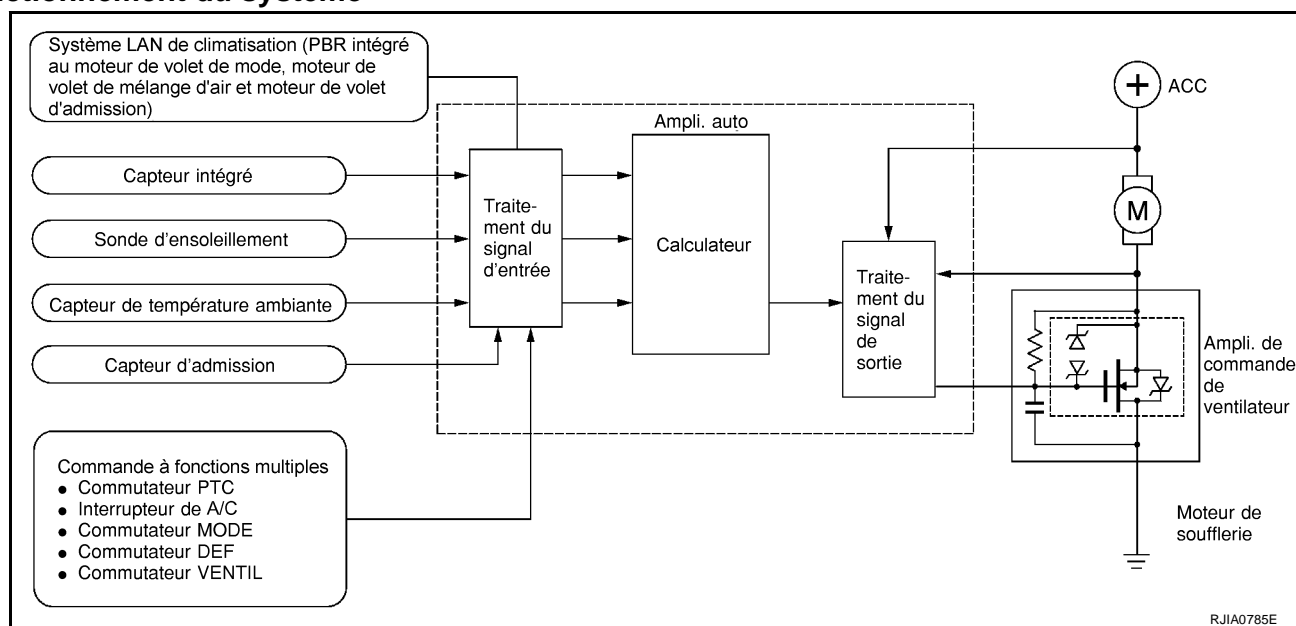 Système LAN de climatisation (PBR intégré
au moteur de volet de mode, moteur de
volet de mélange d'air et moteur de volet
d'admission)
Capteur intégré
Sonde d'ensoleillement
Capteur de température ambiante
Capteur d'admission
Commande à fonctions multiples
● Commutateur PTC
● Interrupteur de A/C
● Commutateur MODE
● Commutateur DEF
● Commutateur VENTIL
Traite-
ment du
signal
d'entrée
Ampli. auto
Calculateur
Traite-
ment du
signal
de
sortie
+
ACC
M
Ampli. de
commande
de
ventilateur
Moteur de
soufflerie
RJIA0785E